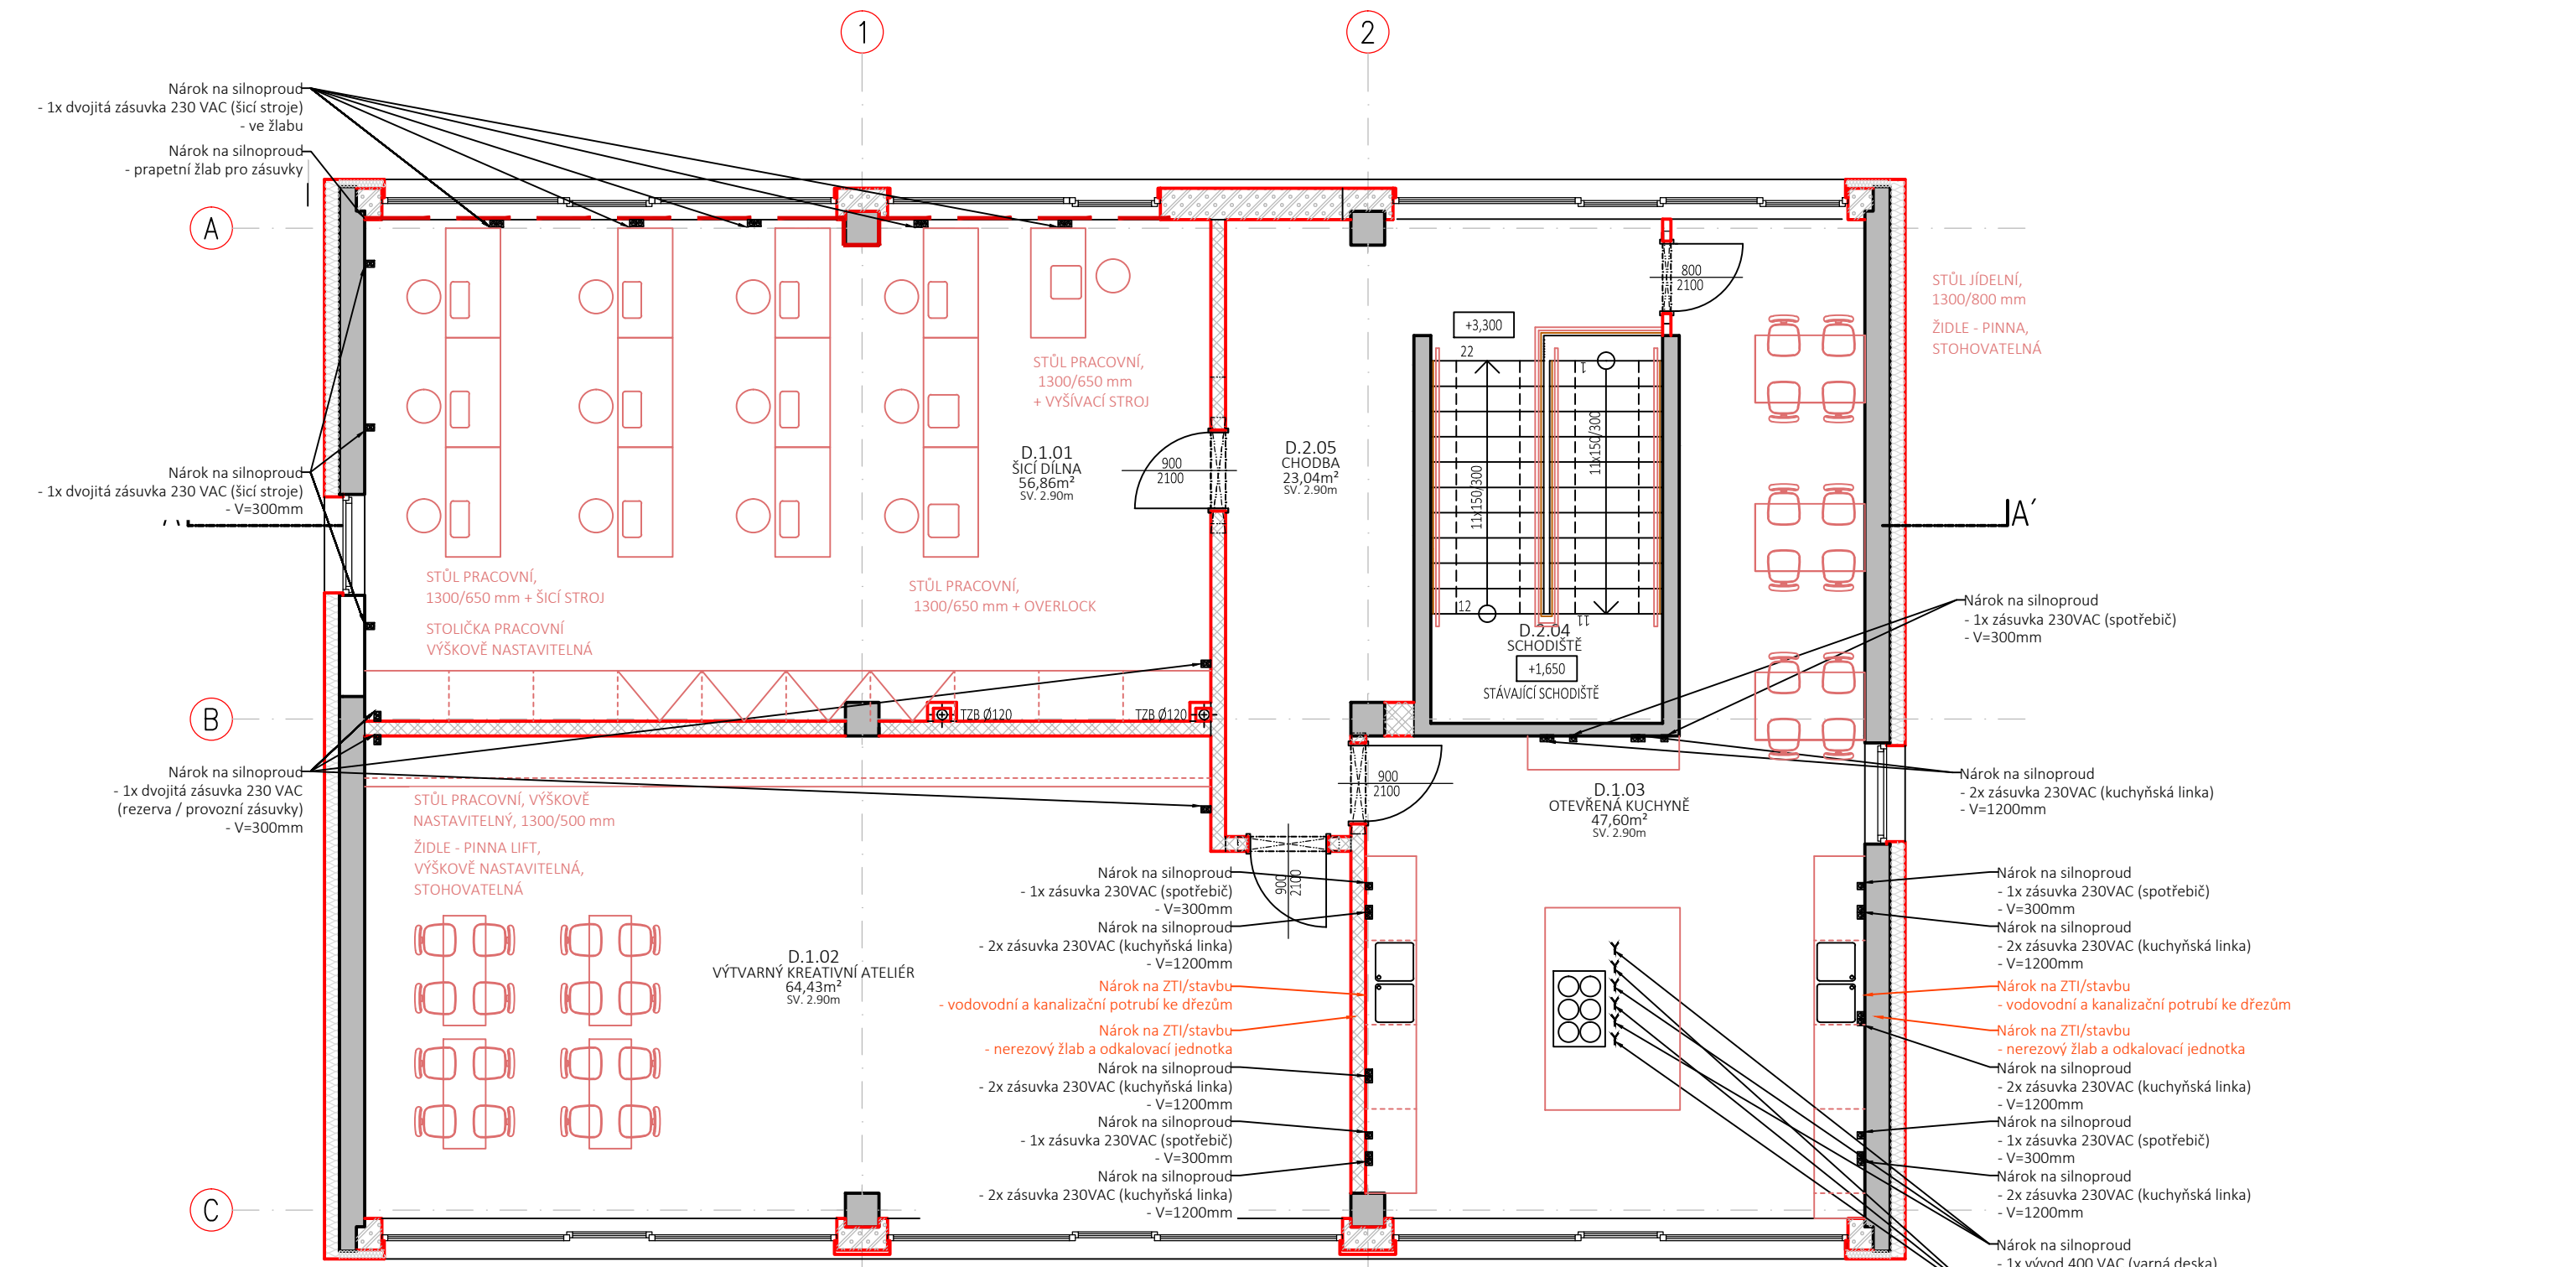 1
2
Nárok na silnoproud
- 1x dvojitá zásuvka 230 VAC (šicí stroje)
- ve žlabu
Nárok na silnoproud
- prapetní žlab pro zásuvky
A
800
2100
STŮL JÍDELNÍ,
1300/800 mm
ŽIDLE - PINNA,
STOHOVATELNÁ
+3,300
22
1
STŮL PRACOVNÍ,
1300/650 mm
+ VYŠÍVACÍ STROJ
D.1.01
ŠICÍ DÍLNA
56,86m²
SV. 2.90m
900
2100
D.2.05
CHODBA
23,04m²
SV. 2.90m
11x150/300
11x150/300
Nárok na silnoproud
- 1x dvojitá zásuvka 230 VAC (šicí stroje)
- V=300mm
A´
STŮL PRACOVNÍ,
1300/650 mm + ŠICÍ STROJ
STOLIČKA PRACOVNÍ
VÝŠKOVĚ NASTAVITELNÁ
STŮL PRACOVNÍ,
1300/650 mm + OVERLOCK
12
11
D.2.04
SCHODIŠTĚ
+1,650
STÁVAJÍCÍ SCHODIŠTĚ
Nárok na silnoproud
- 1x zásuvka 230VAC (spotřebič)
- V=300mm
B
TZB Ø120
TZB Ø120
Nárok na silnoproud
- 1x dvojitá zásuvka 230 VAC
(rezerva / provozní zásuvky)
- V=300mm
900
2100
D.1.03
OTEVŘENÁ KUCHYNĚ
47,60m²
SV. 2.90m
Nárok na silnoproud
- 2x zásuvka 230VAC (kuchyňská linka)
- V=1200mm
STŮL PRACOVNÍ, VÝŠKOVĚ
NASTAVITELNÝ, 1300/500 mm
ŽIDLE - PINNA LIFT,
VÝŠKOVĚ NASTAVITELNÁ,
STOHOVATELNÁ
900
2100
D.1.02
VÝTVARNÝ KREATIVNÍ ATELIÉR
64,43m²
SV. 2.90m
Nárok na silnoproud
- 1x zásuvka 230VAC (spotřebič)
- V=300mm
Nárok na silnoproud
- 2x zásuvka 230VAC (kuchyňská linka)
- V=1200mm
Nárok na ZTI/stavbu
- vodovodní a kanalizační potrubí ke dřezům
Nárok na ZTI/stavbu
- nerezový žlab a odkalovací jednotka
Nárok na silnoproud
- 2x zásuvka 230VAC (kuchyňská linka)
- V=1200mm
Nárok na silnoproud
- 1x zásuvka 230VAC (spotřebič)
- V=300mm
Nárok na silnoproud
- 2x zásuvka 230VAC (kuchyňská linka)
- V=1200mm
Nárok na silnoproud
- 1x zásuvka 230VAC (spotřebič)
- V=300mm
Nárok na silnoproud
- 2x zásuvka 230VAC (kuchyňská linka)
- V=1200mm
Nárok na ZTI/stavbu
- vodovodní a kanalizační potrubí ke dřezům
Nárok na ZTI/stavbu
- nerezový žlab a odkalovací jednotka
Nárok na silnoproud
- 2x zásuvka 230VAC (kuchyňská linka)
- V=1200mm
Nárok na silnoproud
- 1x zásuvka 230VAC (spotřebič)
- V=300mm
Nárok na silnoproud
- 2x zásuvka 230VAC (kuchyňská linka)
- V=1200mm
C
Nárok na silnoproud
- 1x vývod 400 VAC (varná deska)